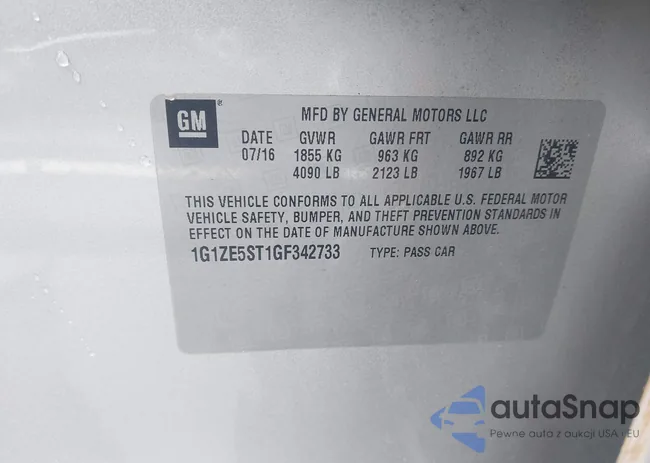 GM®
MFD BY GENERAL MOTORS LLC
DATE GVWR GAWR FRT GAWR RR
07/16 1855 KG 963 KG 892 KG
4090 LB 2123 LB 1967 LB
THIS VEHICLE CONFORMS TO ALL APPLICABLE U.S. FEDERAL MOTOR
VEHICLE SAFETY, BUMPER, AND THEFT PREVENTION STANDARDS IN
EFFECT ON THE DATE OF MANUFACTURE SHOWN ABOVE.
1G1ZE5ST1GF342733 TYPE: PASS CAR
autaSnap
Pewne auta z aukcji USA i EU